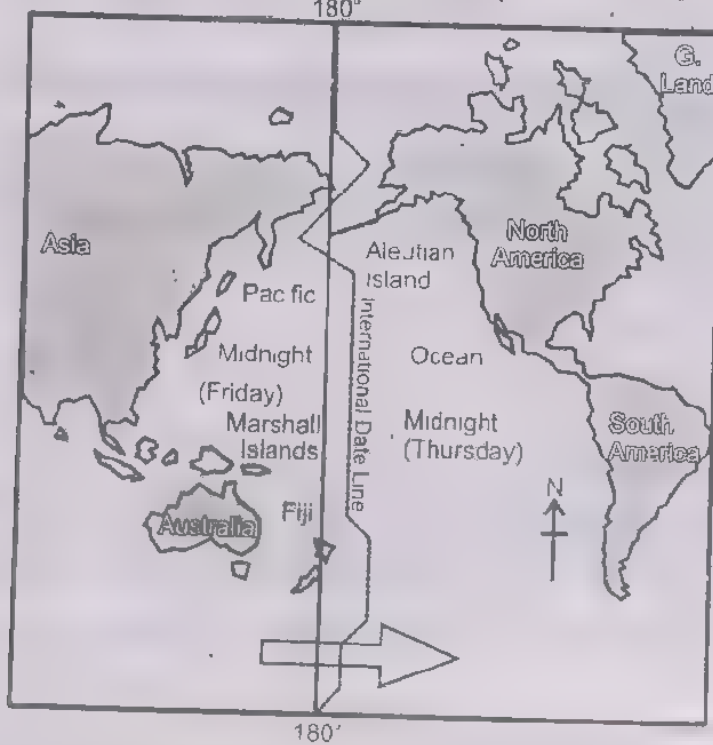 180°
G.
Land
Asia
North
America
Aleutian
Island
Pacific
International Date Line
Midnight
(Friday)
Ocean
Marshall
Islands
Midnight
(Thursday)
South
America
Fiji
N
Australia
180°